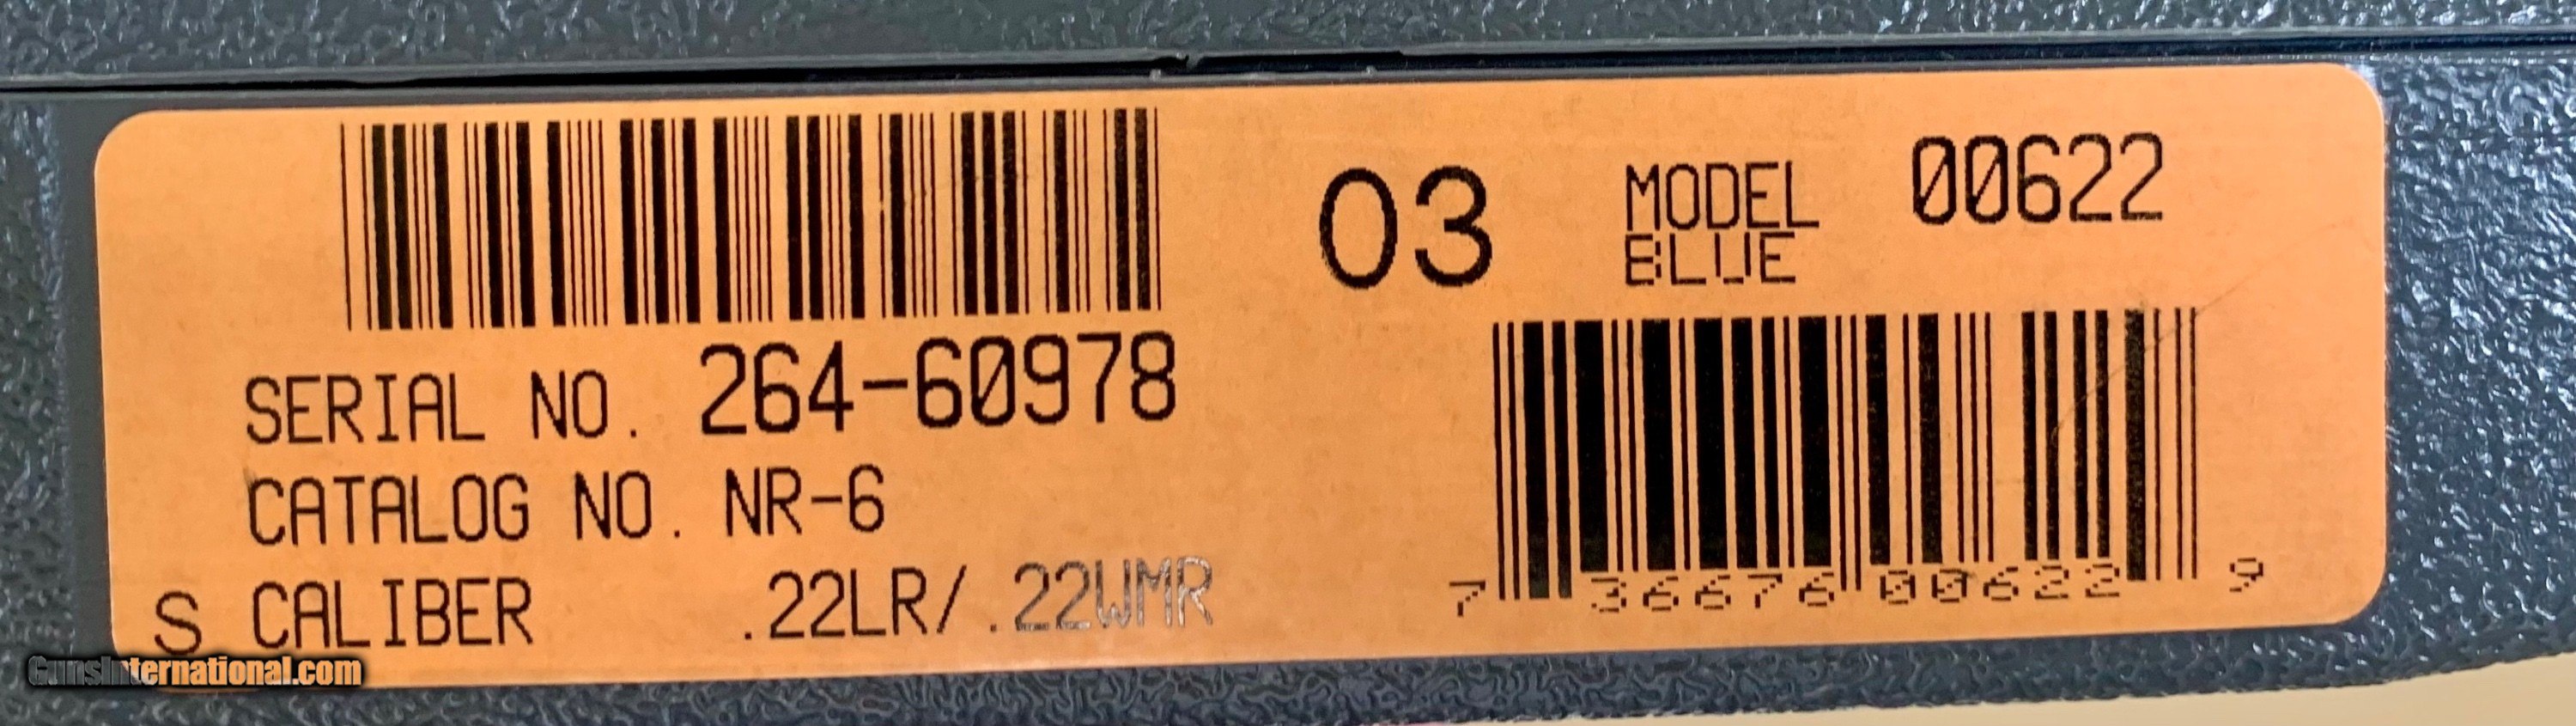 SERIAL NO. 264-60978
CATALOG NO. NR-6
S CALIBER .22LR/.22WMR
03
MODEL 00622
BLUE
7 36676 00622 9
GunsInternational.com